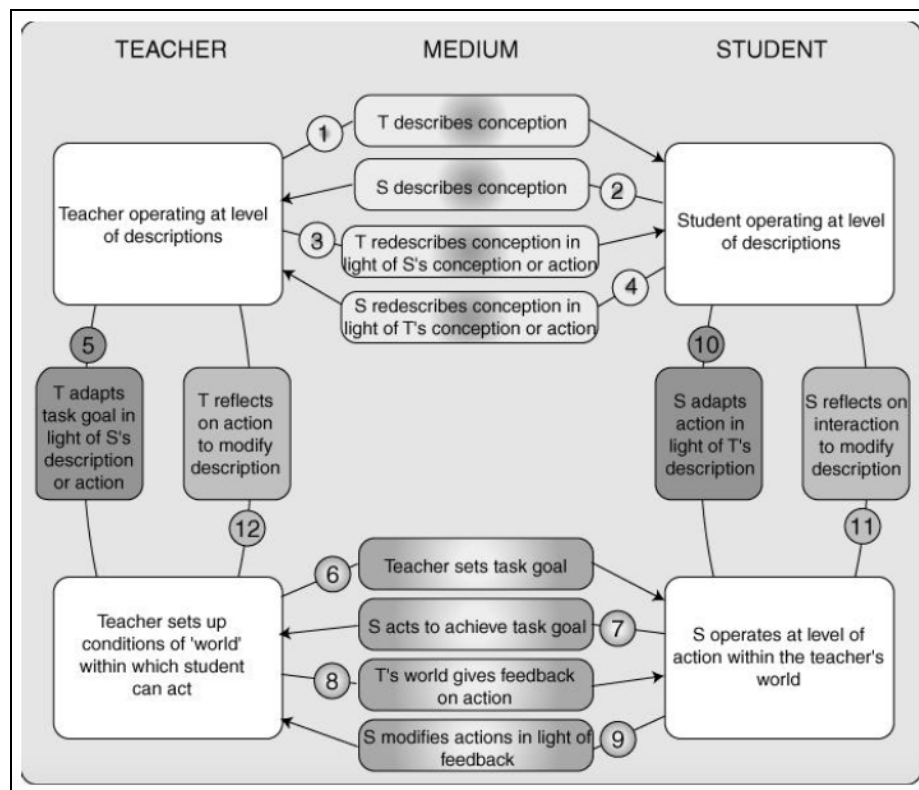 TEACHER
MEDIUM
STUDENT
1
T describes conception
S describes conception
2
3
T redescribes conception in
light of S's conception or action
4
S redescribes conception in
light of T's conception or action
Teacher operating at level
of descriptions
Student operating at level
of descriptions
5
T adapts
task goal in
light of S's
description
or action
T reflects
on action
to modify
description
12
10
S adapts
action in
light of T's
description
S reflects on
interaction
to modify
description
11
6
Teacher sets task goal
S acts to achieve task goal
7
8
T's world gives feedback
on action
S modifies actions in light of
feedback
9
Teacher sets up
conditions of 'world'
within which student
can act
S operates at level of
action within the teacher's
world